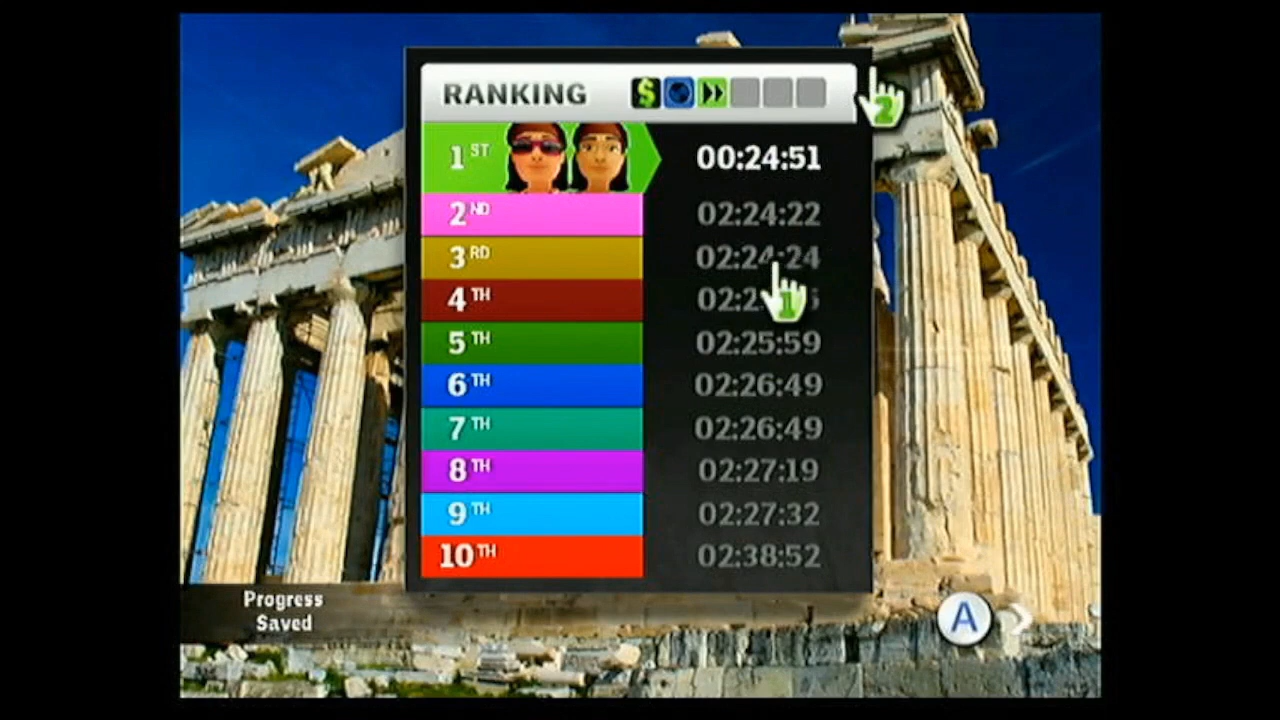 RANKING $
2
1ST 00:24:51
2ND 02:24:22
3RD 02:24:24
4TH
1
5TH 02:25:59
6TH 02:26:49
7TH 02:26:49
8TH 02:27:19
9TH 02:27:32
10TH 02:38:52
Progress
Saved
A